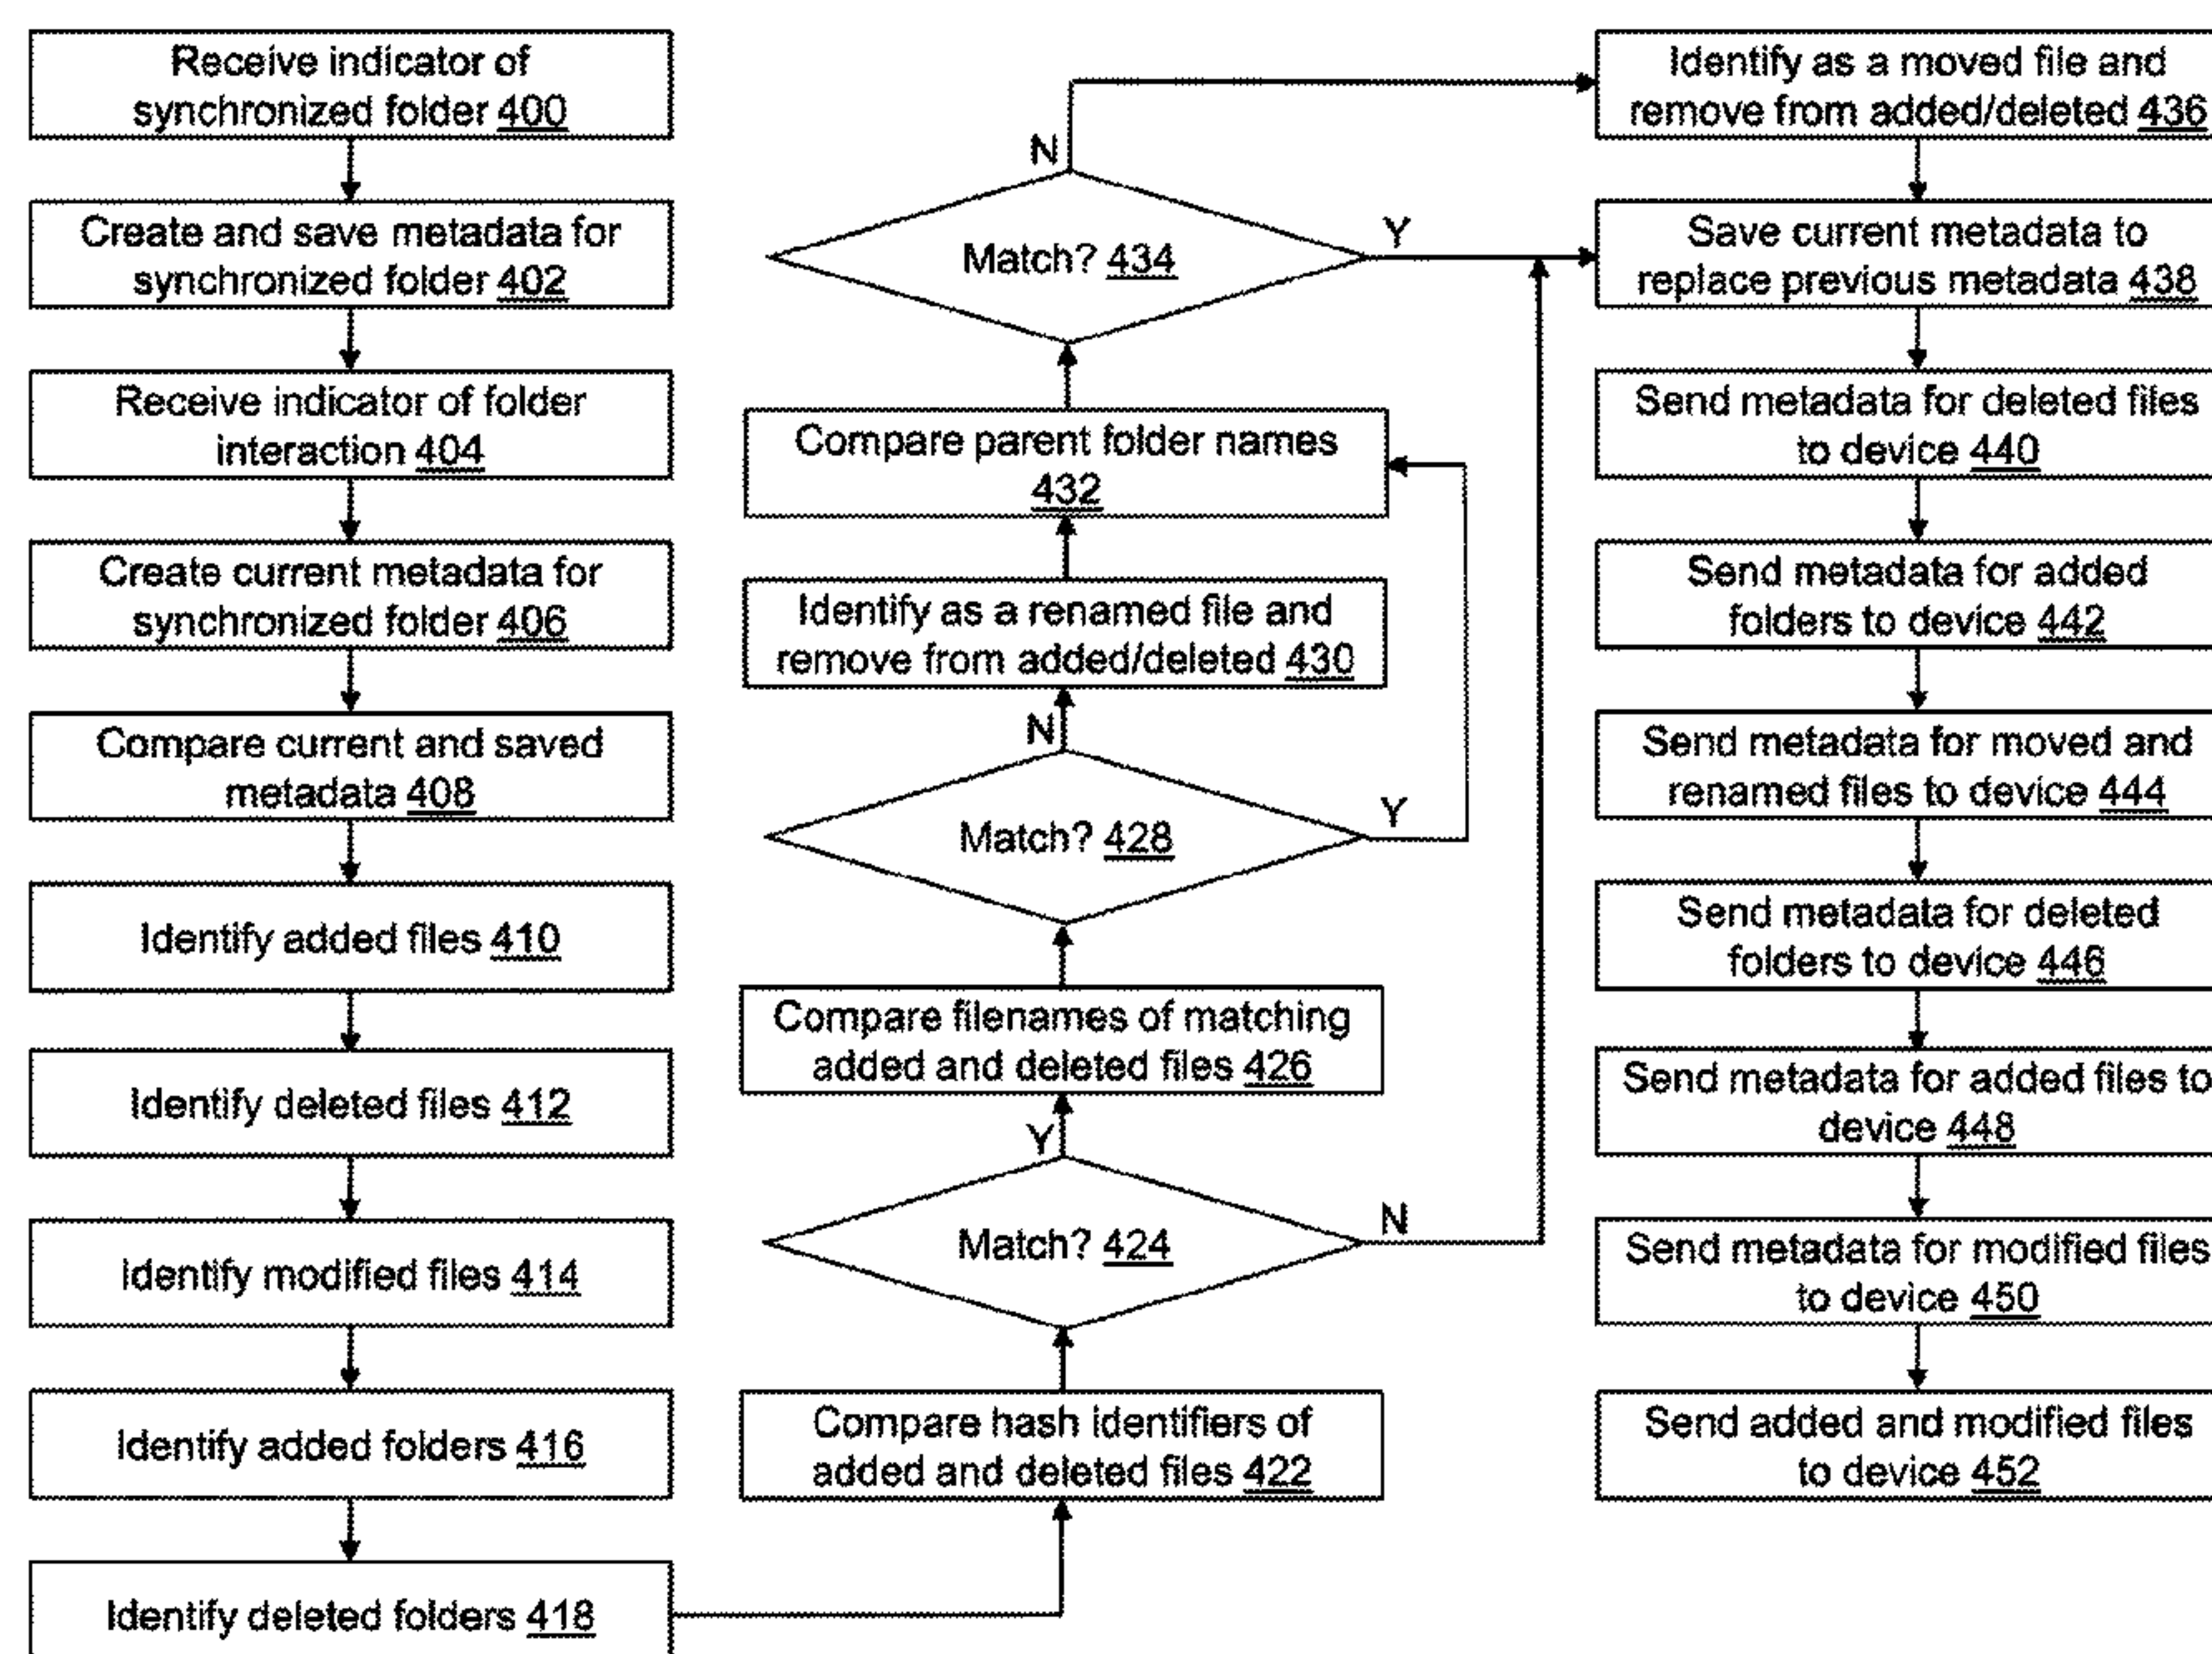 Receive indicator of
synchronized folder 400
Create and save metadata for
synchronized folder 402
Receive indicator of folder
interaction 404
Create current metadata for
synchronized folder 406
Compare current and saved
metadata 408
Identify added files 410
Identify deleted files 412
Identify modified files 414
Identify added folders 416
Identify deleted folders 418
Compare hash identifiers of
added and deleted files 422
Match? 424
Y
N
Compare filenames of matching
added and deleted files 426
Match? 428
N
Y
Identify as a renamed file and
remove from added/deleted 430
Compare parent folder names
432
Match? 434
N
Y
Identify as a moved file and
remove from added/deleted 436
Save current metadata to
replace previous metadata 438
Send metadata for deleted files
to device 440
Send metadata for added
folders to device 442
Send metadata for moved and
renamed files to device 444
Send metadata for deleted
folders to device 446
Send metadata for added files to
device 448
Send metadata for modified files
to device 450
Send added and modified files
to device 452